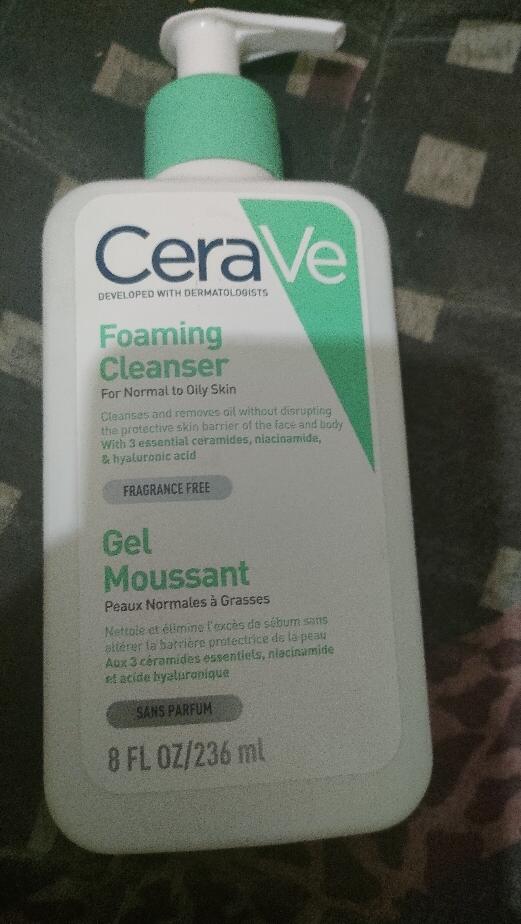 CeraVe
DEVELOPED WITH DERMATOLOGISTS
Foaming
Cleanser
For Normal to Oily Skin
Cleanses and removes oil without disrupting
the protective skin barrier of the face and body
With 3 essential ceramides, niacinamide,
& hyaluronic acid
FRAGRANCE FREE
Gel
Moussant
Peaux Normales à Grasses
Nettoie et élimine l'excès de sébum sans
altérer la barrière protectrice de la peau
Aux 3 céramides essentiels, niacinamide
et acide hyaluronique
SANS PARFUM
8 FL OZ/236 ml